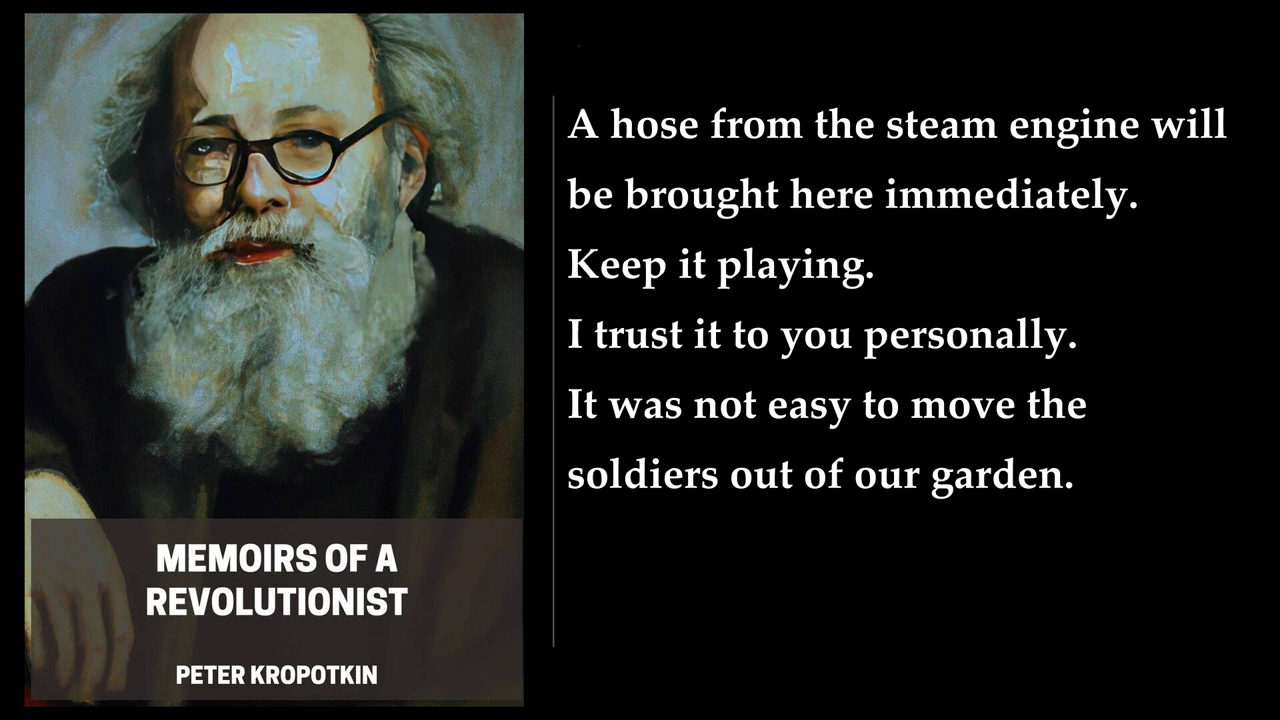 MEMOIRS OF A
REVOLUTIONIST
PETER KROPOTKIN
A hose from the steam engine will
be brought here immediately.
Keep it playing.
I trust it to you personally.
It was not easy to move the
soldiers out of our garden.